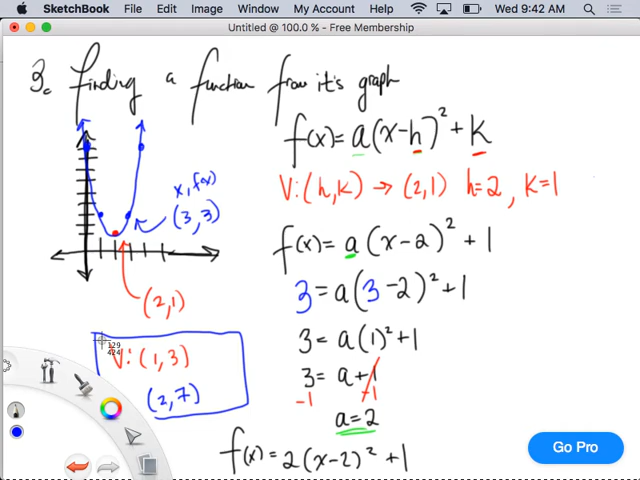 SketchBook File Edit Image Window My Account Help Wed 9:42 AM
Untitled @ 100.0 % - Free Membership
3. Finding a function from it's graph
f(x)= a(x-h)² + k
V:(h,k) → (2,1) h=2, k=1
x, f(x)
(3,3)
f(x)= a(x-2)² + 1
3 = a(3-2)² + 1
(2,1)
3 = a(1)² + 1
129
424
V: (1,3)
3 = a + 1
-1 -1
(2,7)
a = 2
Go Pro
f(x) = 2(x-2)² + 1